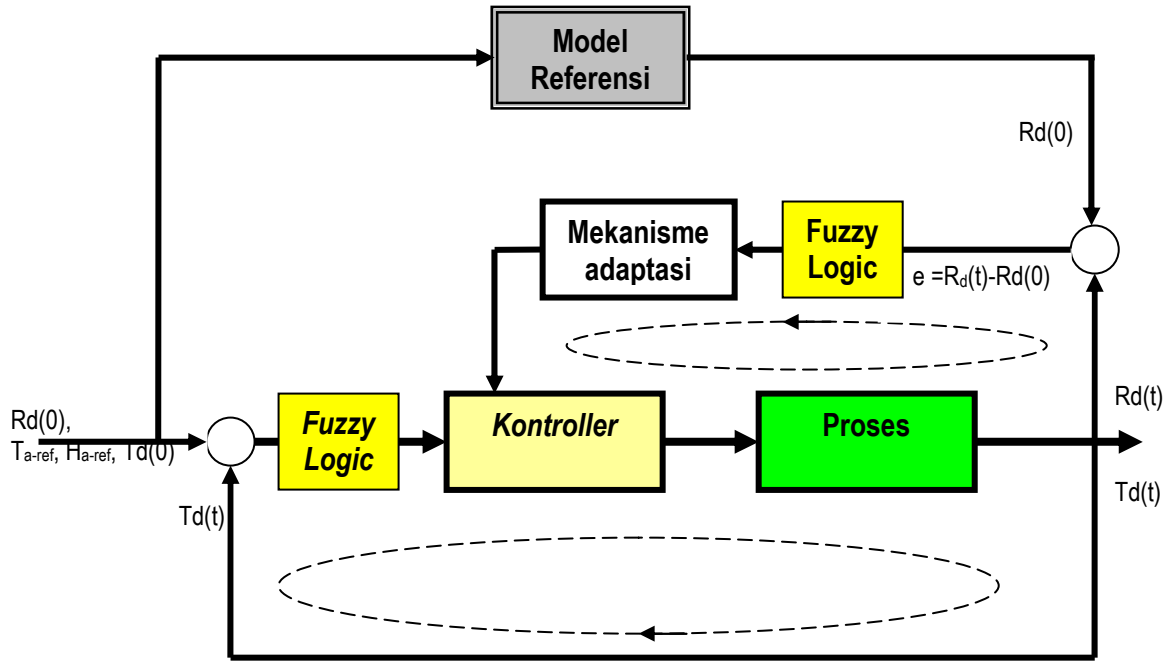 Model
Referensi
Rd(0)
Mekanisme
adaptasi
Fuzzy
Logic
e =Rd(t)-Rd(0)
Rd(0),
Ta-ref, Ha-ref, Td(0)
Fuzzy
Logic
Kontroller
Proses
Rd(t)
Td(t)
Td(t)